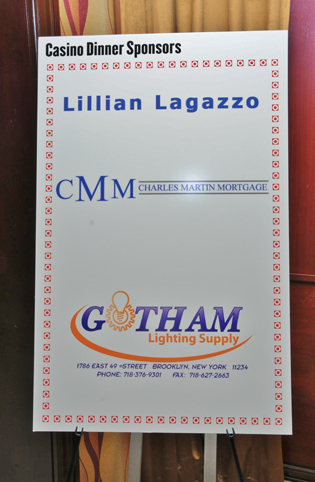 Casino Dinner Sponsors
Lillian Lagazzo
CMM CHARLES MARTIN MORTGAGE
GOTHAM
Lighting Supply
1786 EAST 49 TH STREET BROOKLYN, NEW YORK 11234
PHONE: 718-376-9301 FAX: 718-627-2663